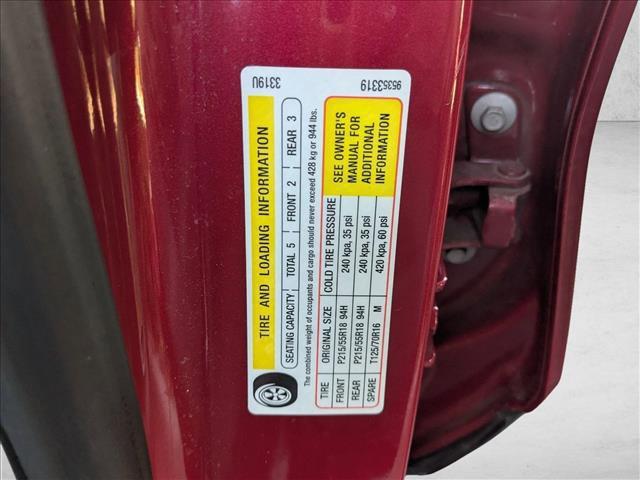 3319U 95353319
TIRE AND LOADING INFORMATION
SEATING CAPACITY TOTAL 5 FRONT 2 REAR 3
The combined weight of occupants and cargo should never exceed 428 kg or 944 lbs.
TIRE ORIGINAL SIZE COLD TIRE PRESSURE
FRONT P215/55R18 94H 240 kpa, 35 psi
REAR P215/55R18 94H 240 kpa, 35 psi
SPARE T125/70R16 M 420 kpa, 60 psi
SEE OWNER'S
MANUAL FOR
ADDITIONAL
INFORMATION